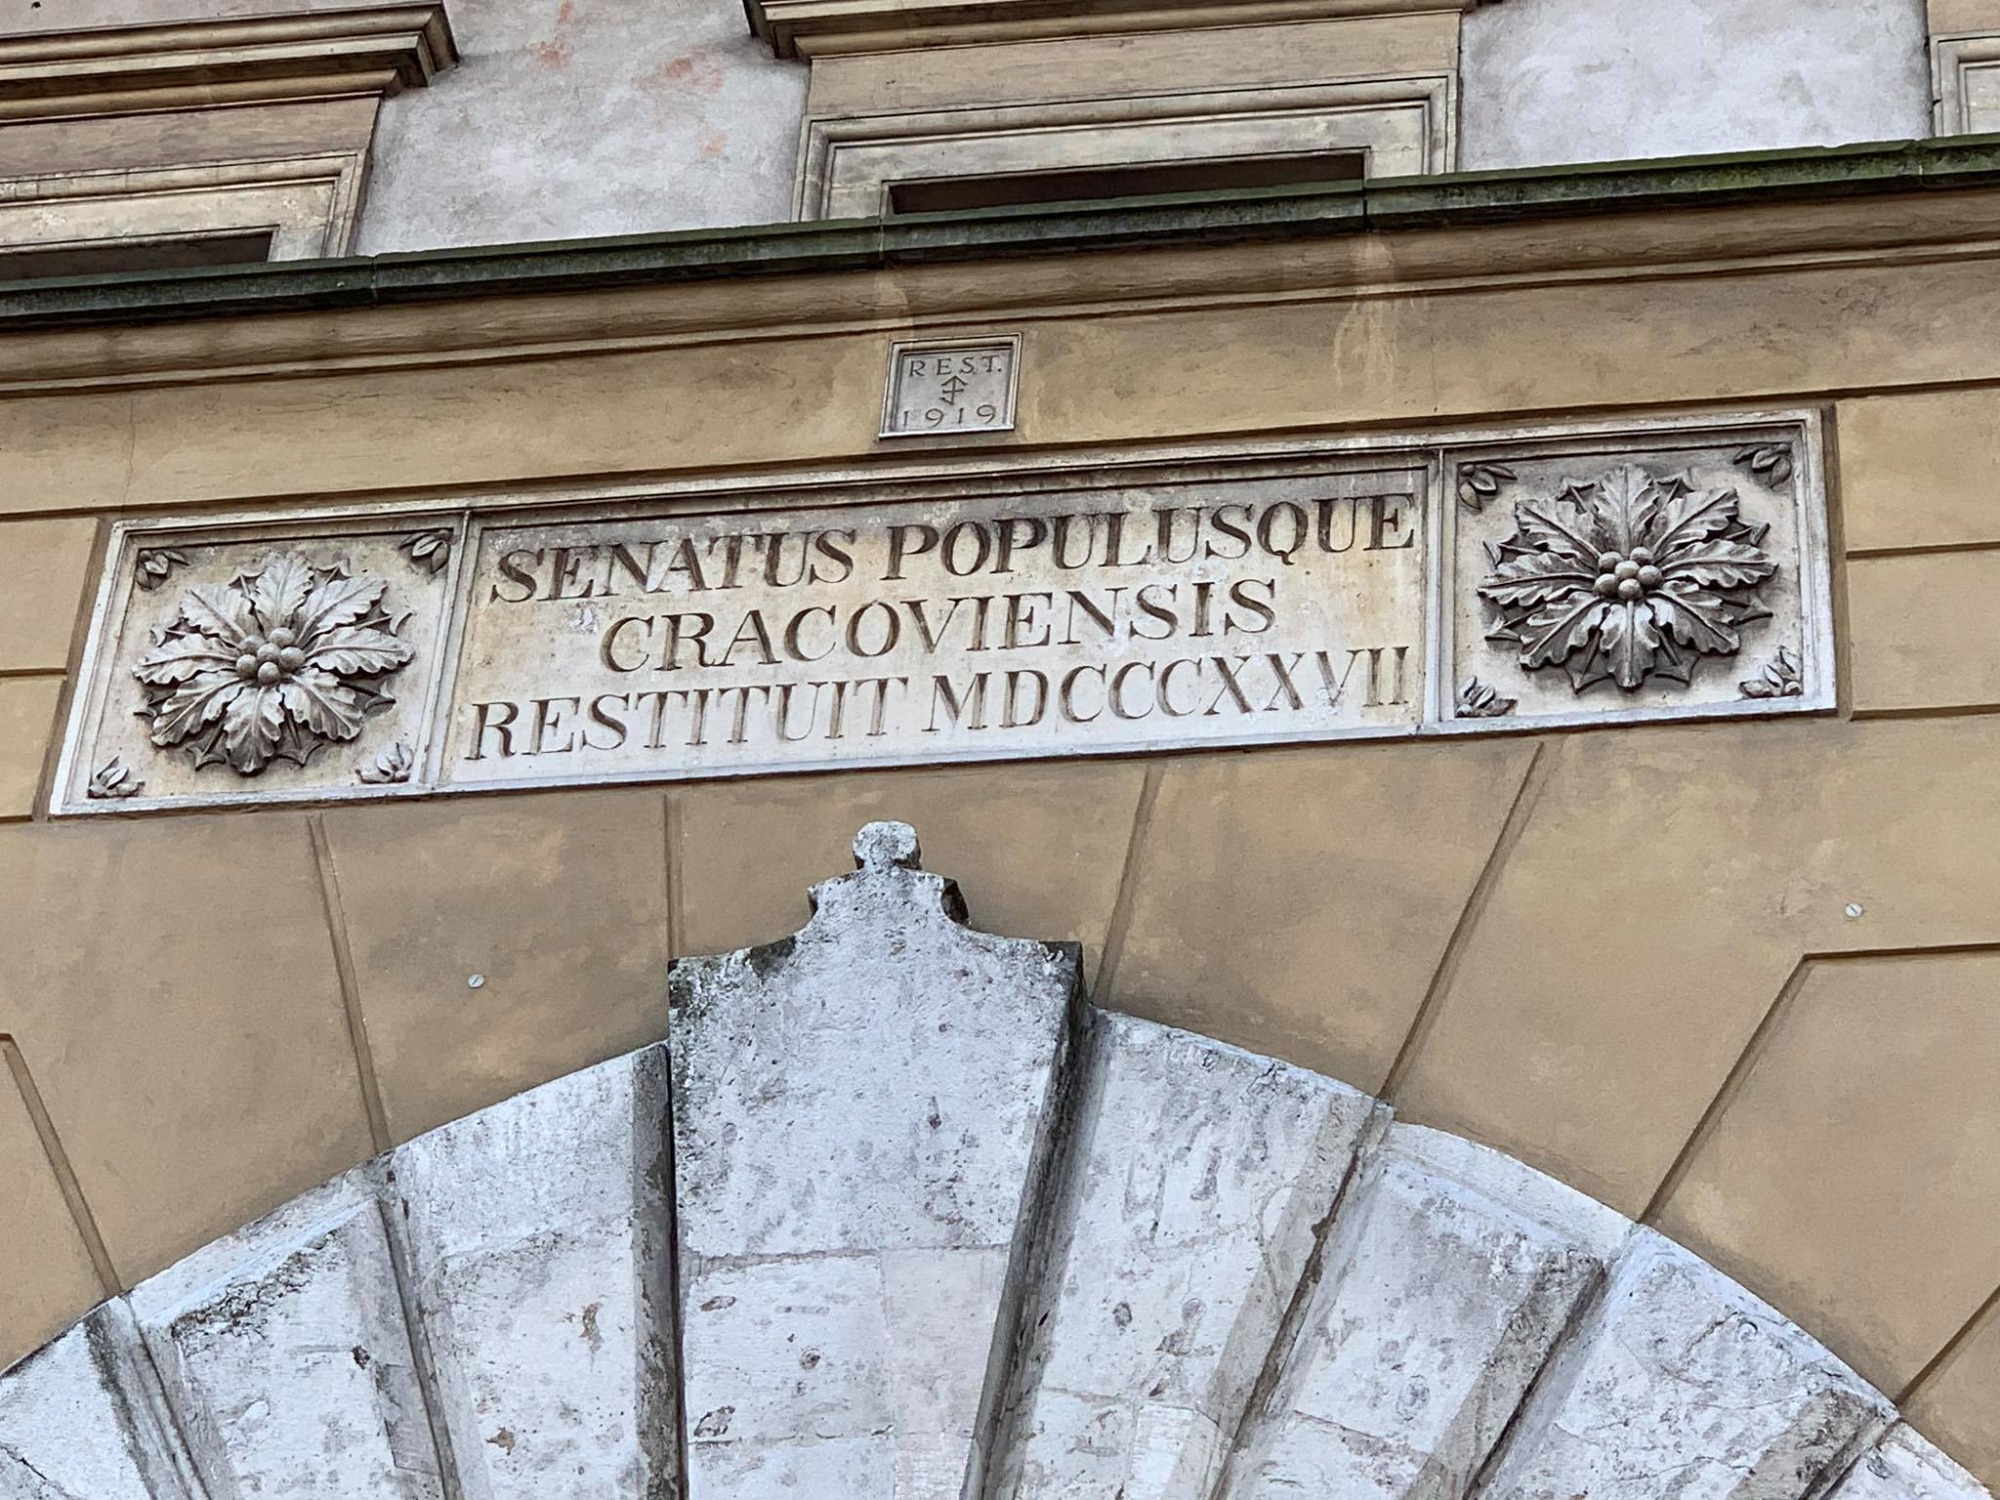 REST.
1919
SENATUS POPULUSQUE
CRACOVIENSIS
RESTITUIT MDCCCXXVII